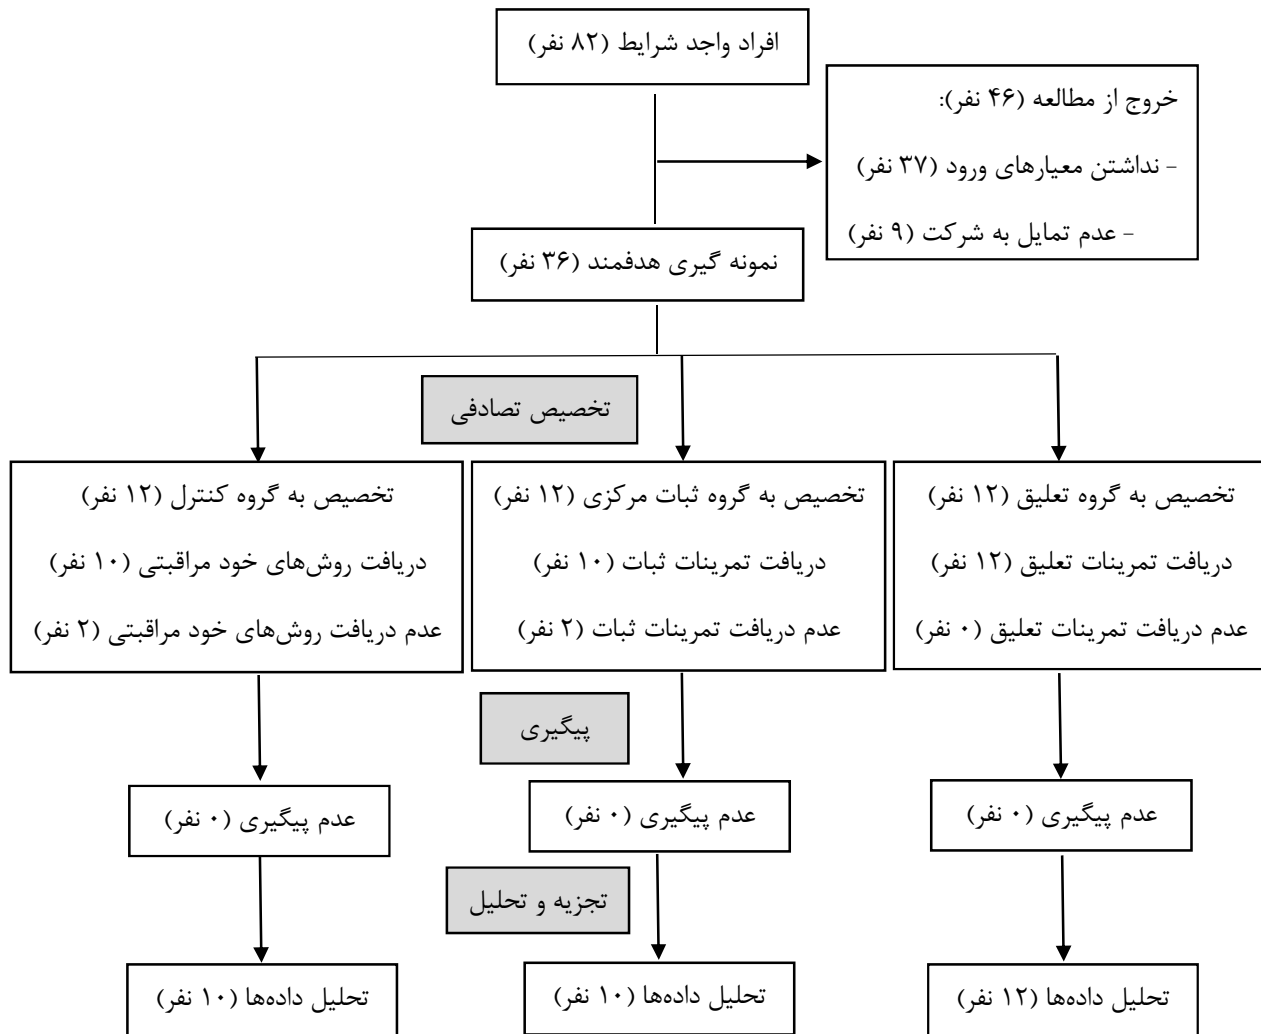 افراد واجد شرایط (۸۲ نفر)
خروج از مطالعه (۴۶ نفر):
- نداشتن معیارهای ورود (۳۷ نفر)
- عدم تمایل به شرکت (۹ نفر)
نمونه گیری هدفمند (۳۶ نفر)
تخصیص تصادفی
تخصیص به گروه تعلیق (۱۲ نفر)
دریافت تمرینات تعلیق (۱۲ نفر)
عدم دریافت تمرینات تعلیق (۰ نفر)
تخصیص به گروه ثبات مرکزی (۱۲ نفر)
دریافت تمرینات ثبات (۱۰ نفر)
عدم دریافت تمرینات ثبات (۲ نفر)
تخصیص به گروه کنترل (۱۲ نفر)
دریافت روش‌های خود مراقبتی (۱۰ نفر)
عدم دریافت روش‌های خود مراقبتی (۲ نفر)
پیگیری
عدم پیگیری (۰ نفر)
عدم پیگیری (۰ نفر)
عدم پیگیری (۰ نفر)
تجزیه و تحلیل
تحلیل داده‌ها (۱۲ نفر)
تحلیل داده‌ها (۱۰ نفر)
تحلیل داده‌ها (۱۰ نفر)